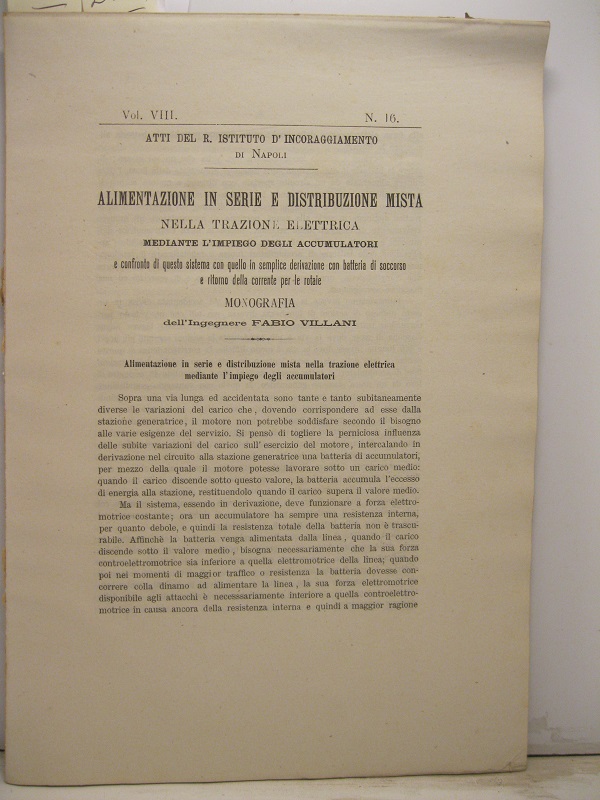 Vol. VIII.
N. 16.
ATTI DEL R. ISTITUTO D'INCORAGGIAMENTO
DI NAPOLI
ALIMENTAZIONE IN SERIE E DISTRIBUZIONE MISTA
NELLA TRAZIONE ELETTRICA
MEDIANTE L'IMPIEGO DEGLI ACCUMULATORI
e confronto di questo sistema con quello in semplice derivazione con batteria di soccorso
e ritorno della corrente per le rotaie
MONOGRAFIA
dell'Ingegnere FABIO VILLANI
Alimentazione in serie e distribuzione mista nella trazione elettrica
mediante l'impiego degli accumulatori
Sopra una via lunga ed accidentata sono tante e tanto subitaneamente
diverse le variazioni del carico che, dovendo corrispondere ad esse dalla
stazione generatrice, il motore non potrebbe soddisfare secondo il bisogno
alle varie esigenze del servizio. Si pensò di togliere la perniciosa influenza
delle subite variazioni del carico sull'esercizio del motore, intercalando in
derivazione nel circuito alla stazione generatrice una batteria di accumulatori,
per mezzo della quale il motore potesse lavorare sotto un carico medio:
quando il carico discende sotto questo valore, la batteria accumula l'eccesso
di energia alla stazione, restituendolo quando il carico supera il valore medio.
Ma il sistema, essendo in derivazione, deve funzionare a forza elettro-
motrice costante; ora un accumulatore ha sempre una resistenza interna,
per quanto debole, e quindi la resistenza totale della batteria non è trascu-
rabile. Affinchè la batteria venga alimentata dalla linea, quando il carico
discende sotto il valore medio, bisogna necessariamente che la sua forza
controelettromotrice sia inferiore a quella elettromotrice della linea; quando
poi nei momenti di maggior traffico o resistenza la batteria dovesse con-
correre colla dinamo ad alimentare la linea, la sua forza elettromotrice
disponibile agli attacchi è necesssariamente inferiore a quella controelettro-
motrice in causa ancora della resistenza interna e quindi a maggior ragione